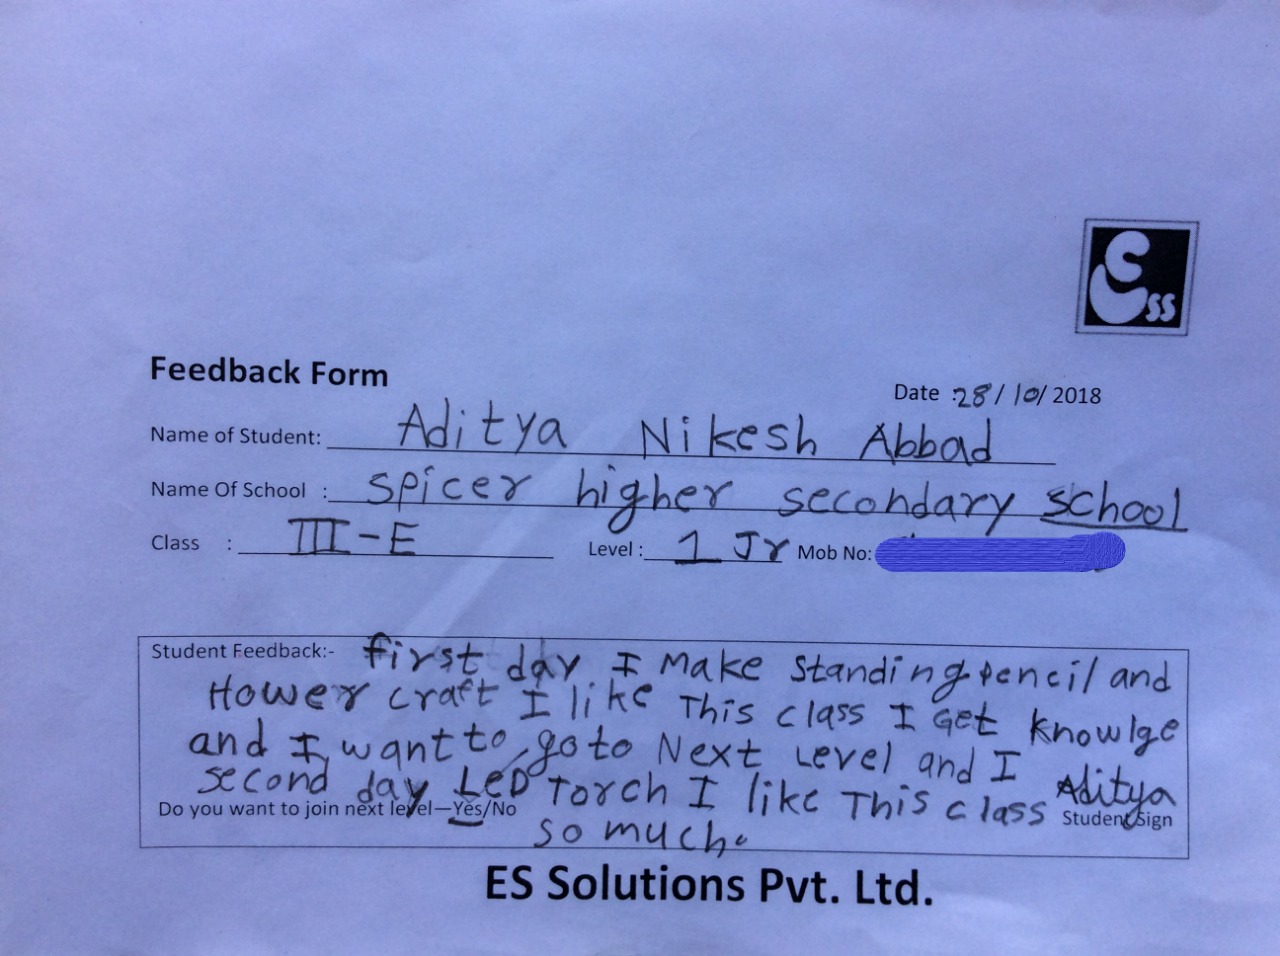 ESS
Feedback Form
Date :28/10/2018
Name of Student: Aditya Nikesh Abbad
Name Of School : spicer higher secondary school
Class : III-E Level : 1 Jr Mob No:
Student Feedback:- first day I Make standing pencil and
Hower craft I like This class I Get knowlge
and I want to go to Next Level and I
second day LeD Torch I like This class Aditya
Do you want to join next level—Yes/No Student Sign
so much.
ES Solutions Pvt. Ltd.